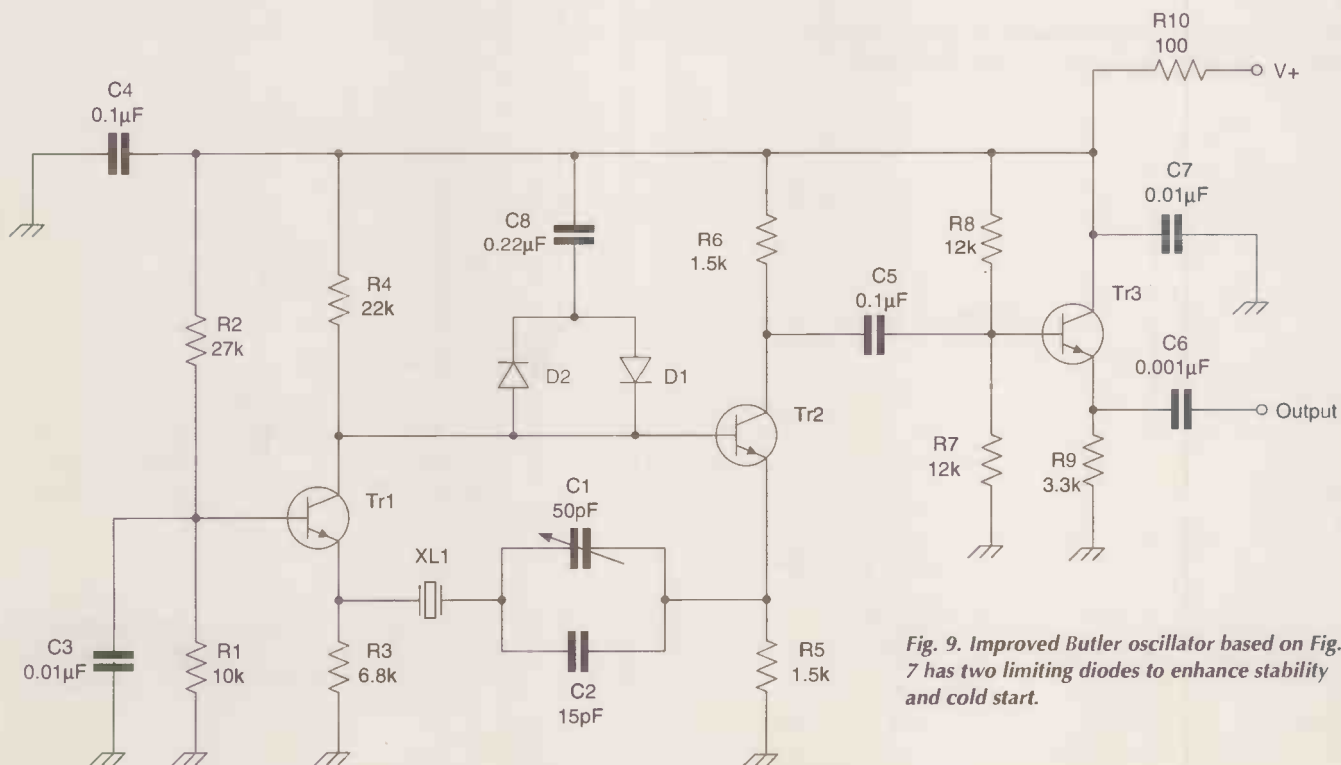 R10
100
V+
C4
0.1µF
C7
0.01µF
C8
0.22µF
R6
1.5k
R8
12k
C5
0.1µF
R4
22k
Tr3
R2
27k
C6
0.001µF
D2
D1
Output
Tr2
R7
12k
R9
3.3k
Tr1
C1
50pF
XL1
C3
0.01µF
R1
10k
R3
6.8k
C2
15pF
R5
1.5k
Fig. 9. Improved Butler oscillator based on Fig.
7 has two limiting diodes to enhance stability
and cold start.